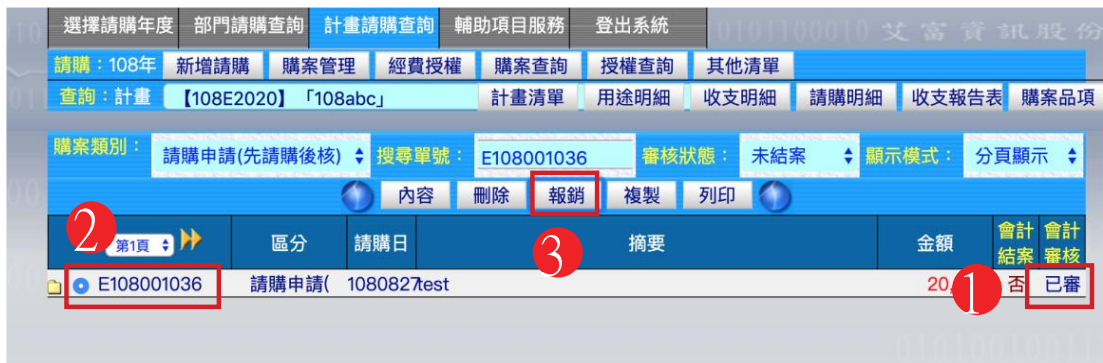 選擇請購年度 部門請購查詢 計畫請購查詢 輔助項目服務 登出系統 艾富資訊股份
請購：108年 新增請購 購案管理 經費授權 購案查詢 授權查詢 其他清單
查詢：計畫 【108E2020】「108abc」 計畫清單 用途明細 收支明細 請購明細 收支報告表 購案品項
購案類別： 請購申請(先請購後核) 搜尋單號： E108001036 審核狀態： 未結案 顯示模式： 分頁顯示
內容 刪除 報銷 複製 列印
2 第1頁 區分 請購日 3 摘要 金額 會計結案 會計審核
E108001036 請購申請( 1080827 test 20, 1 否 已審